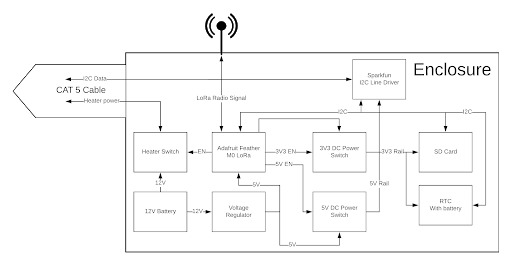 Enclosure
Sparkfun
I2C Line Driver
I2C Data
CAT 5 Cable
Heater power
LoRa Radio Signal
I2C
I2C
Heater Switch
EN
Adafruit Feather
M0 LoRa
3V3 EN
5V EN
3V3 DC Power
Switch
3V3 Rail
SD Card
12V
5V
5V Rail
12V Battery
12V
Voltage
Regulator
5V DC Power
Switch
RTC
With battery
5V